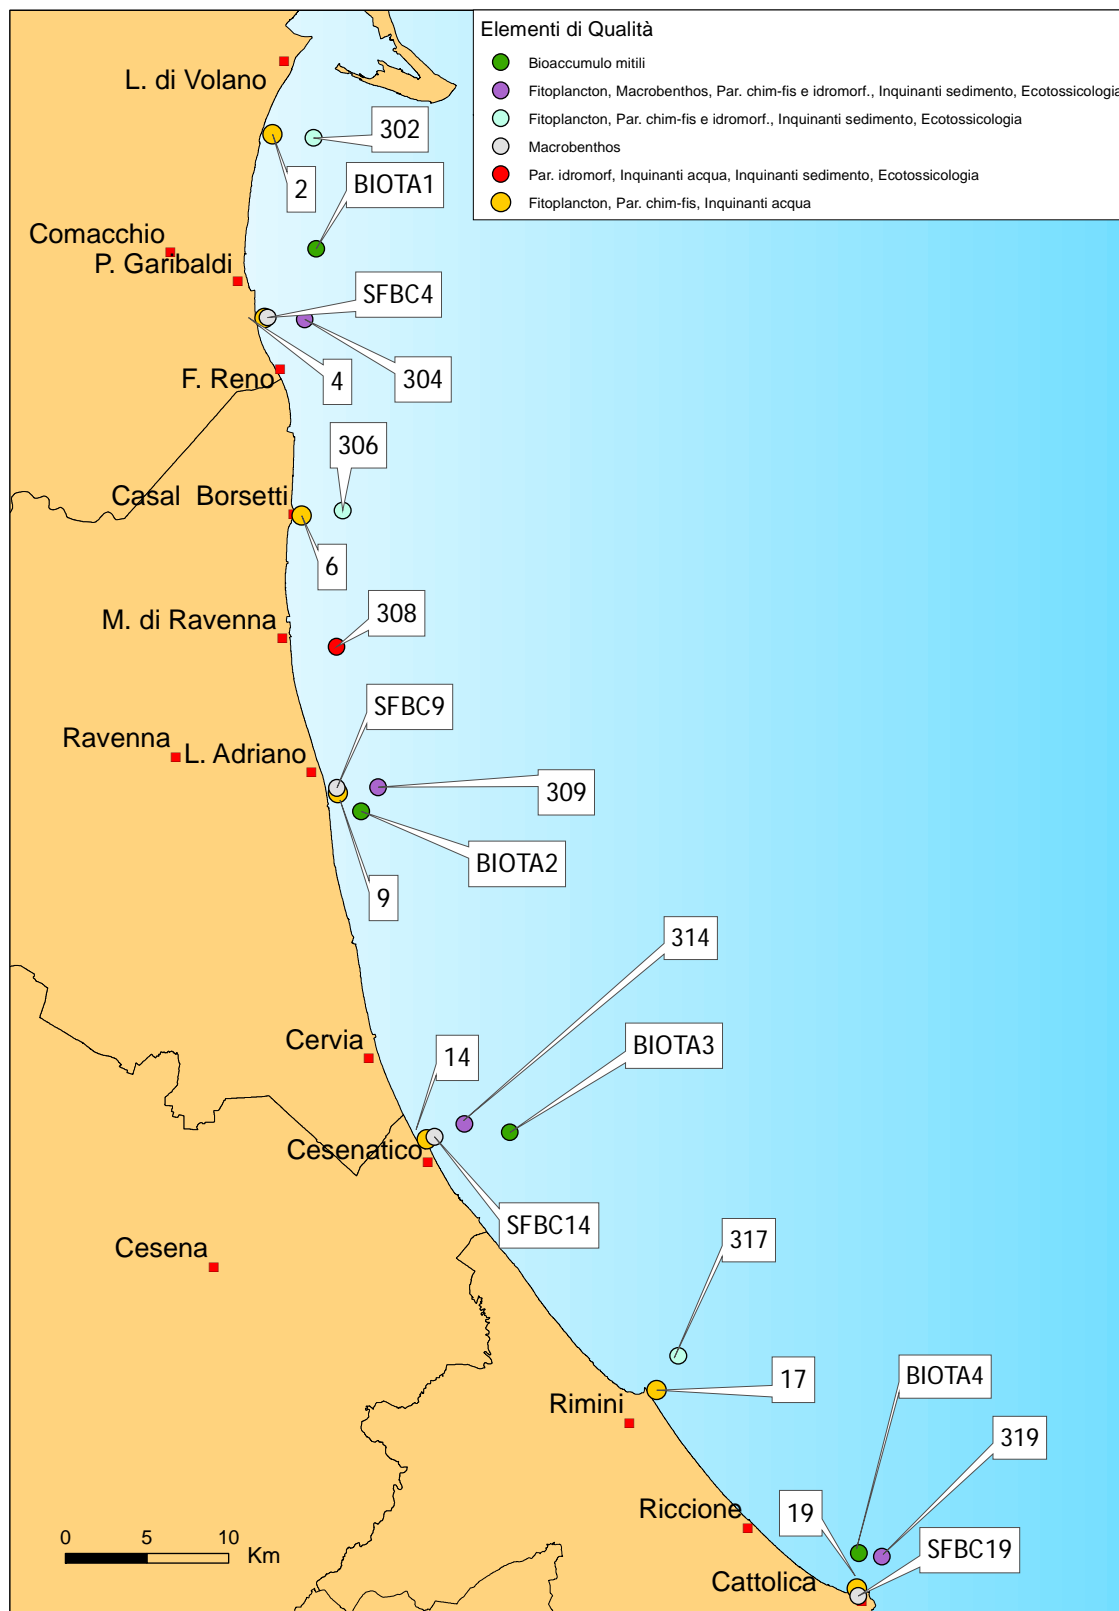 Elementi di Qualità
Bioaccumulo mitili
Fitoplancton, Macrobenthos, Par. chim-fis e idromorf., Inquinanti sedimento, Ecotossicologia
Fitoplancton, Par. chim-fis e idromorf., Inquinanti sedimento, Ecotossicologia
Macrobenthos
Par. idromorf, Inquinanti acqua, Inquinanti sedimento, Ecotossicologia
Fitoplancton, Par. chim-fis, Inquinanti acqua
L. di Volano
302
2
BIOTA1
Comacchio
P. Garibaldi
SFBC4
4
304
F. Reno
306
Casal Borsetti
6
308
M. di Ravenna
SFBC9
Ravenna
L. Adriano
309
BIOTA2
9
314
Cervia
14
BIOTA3
Cesenatico
SFBC14
Cesena
317
17
BIOTA4
Rimini
319
Riccione
19
SFBC19
Cattolica
0 5 10
Km